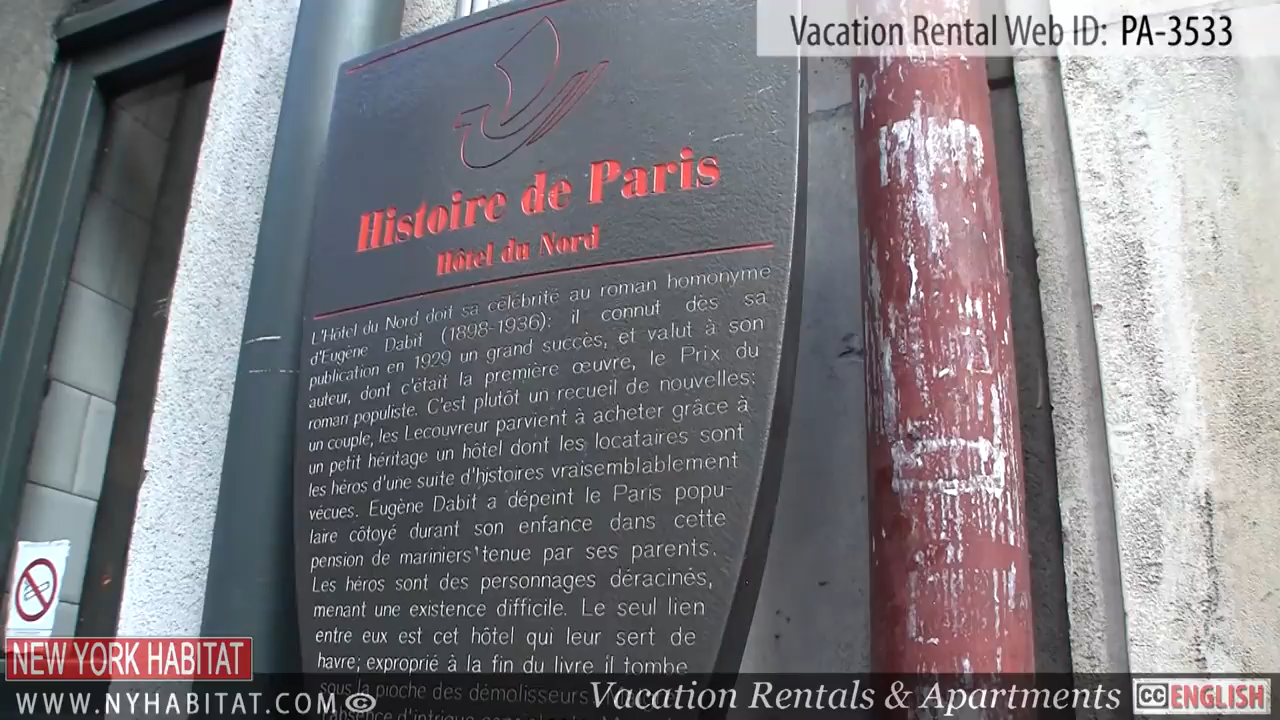 Vacation Rental Web ID: PA-3533
Histoire de Paris
Hôtel du Nord
L'Hôtel du Nord doit sa célébrité au roman homonyme
d'Eugène Dabit (1898-1936): il connut dès sa
publication en 1929 un grand succès, et valut à son
auteur, dont c'était la première œuvre, le Prix du
roman populiste. C'est plutôt un recueil de nouvelles:
un couple, les Lecouvreur parvient à acheter grâce à
un petit héritage un hôtel dont les locataires sont
les héros d'une suite d'histoires vraisemblablement
vécues. Eugène Dabit a dépeint le Paris popu-
laire côtoyé durant son enfance dans cette
pension de mariniers tenue par ses parents.
Les héros sont des personnages déracinés,
menant une existence difficile. Le seul lien
entre eux est cet hôtel qui leur sert de
havre; exproprié à la fin du livre il tombe
sous la pioche des démolisseurs
l'absence d'intrigue
NEW YORK HABITAT
WWW.NYHABITAT.COM ©
Vacation Rentals & Apartments
CC ENGLISH